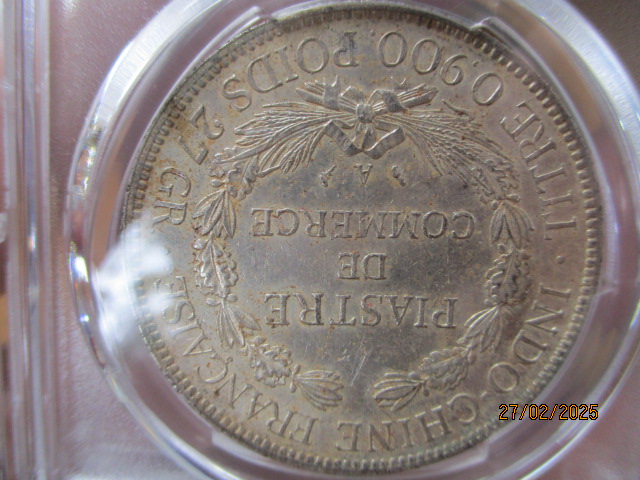 INDO-CHINE FRANÇAISE
PIASTRE
DE
COMMERCE
A
TITRE 0.900 POIDS 27 GR.
27/02/2025